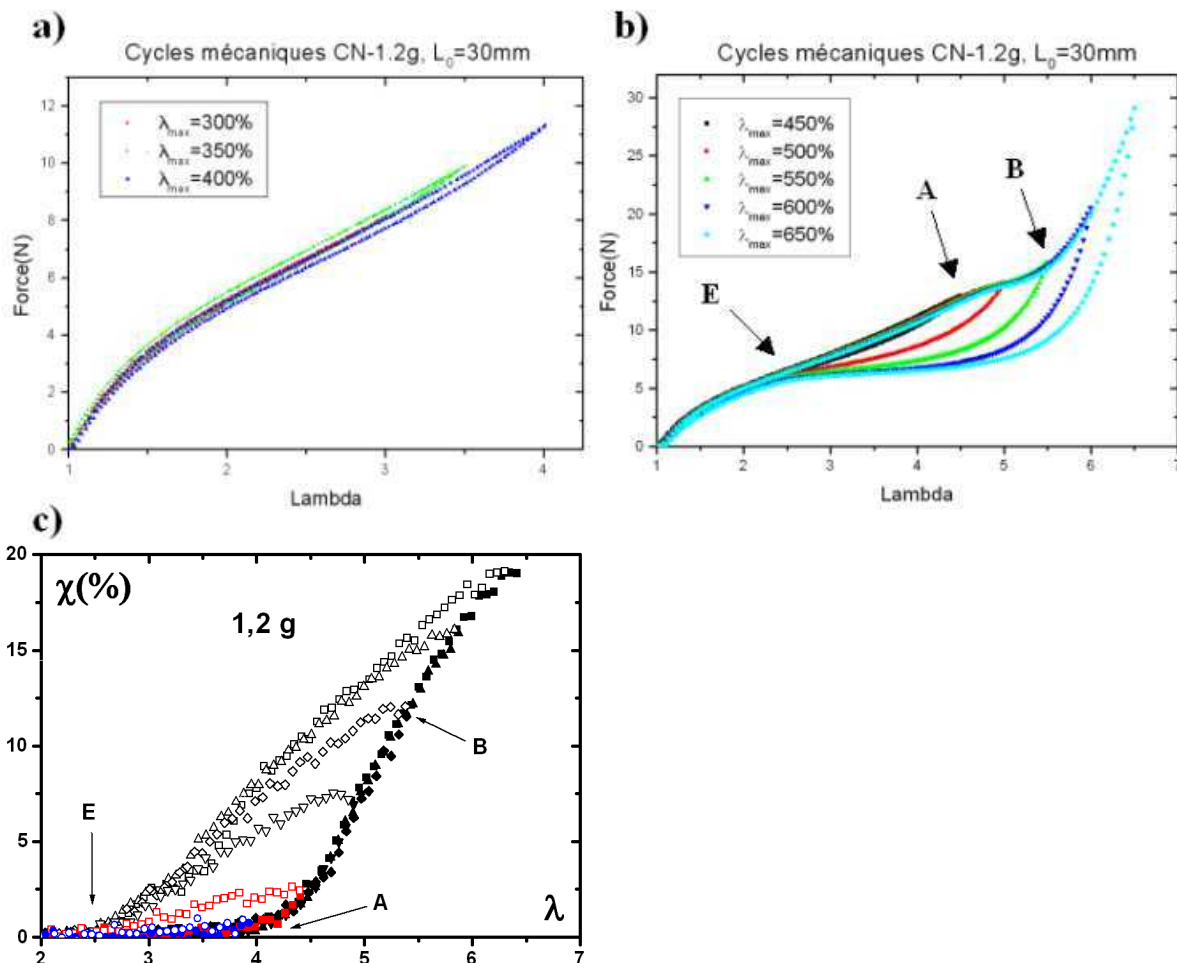 a)
Cycles mécaniques CN-1.2g, L₀=30mm
λmax=300%
λmax=350%
λmax=400%
Force(N)
12
10
8
6
4
2
0
1 2 3 4
Lambda
b)
Cycles mécaniques CN-1.2g, L₀=30mm
λmax=450%
λmax=500%
λmax=550%
λmax=600%
λmax=650%
A
B
E
Force(N)
30
25
20
15
10
5
0
1 2 3 4 5 6 7
Lambda
c)
χ(%)
1,2 g
20
15
10
5
0
E
B
A
λ
2 3 4 5 6 7